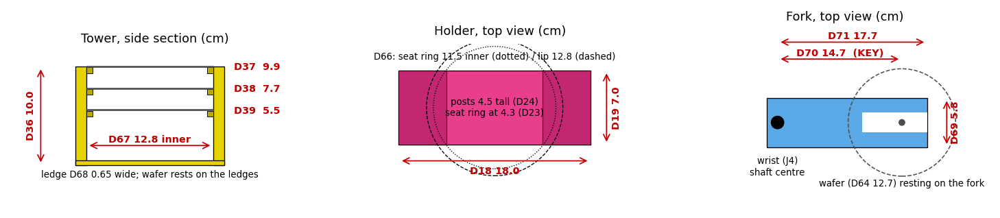 Tower, side section (cm)
D37 9.9
D38 7.7
D39 5.5
D36 10.0
D67 12.8 inner
ledge D68 0.65 wide; wafer rests on the ledges
Holder, top view (cm)
D66: seat ring 11.5 inner (dotted) / lip 12.8 (dashed)
posts 4.5 tall (D24)
seat ring at 4.3 (D23)
D19 7.0
D18 18.0
Fork, top view (cm)
D71 17.7
D70 14.7 (KEY)
D69 5.8
wrist (J4)
shaft centre
wafer (D64 12.7) resting on the fork